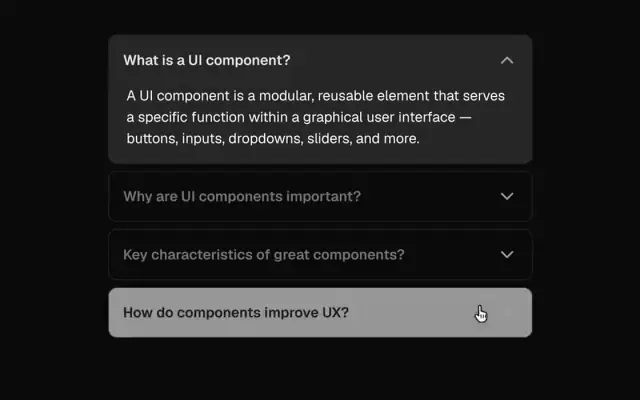 What is a UI component?
A UI component is a modular, reusable element that serves
a specific function within a graphical user interface —
buttons, inputs, dropdowns, sliders, and more.
Why are UI components important?
Key characteristics of great components?
How do components improve UX?